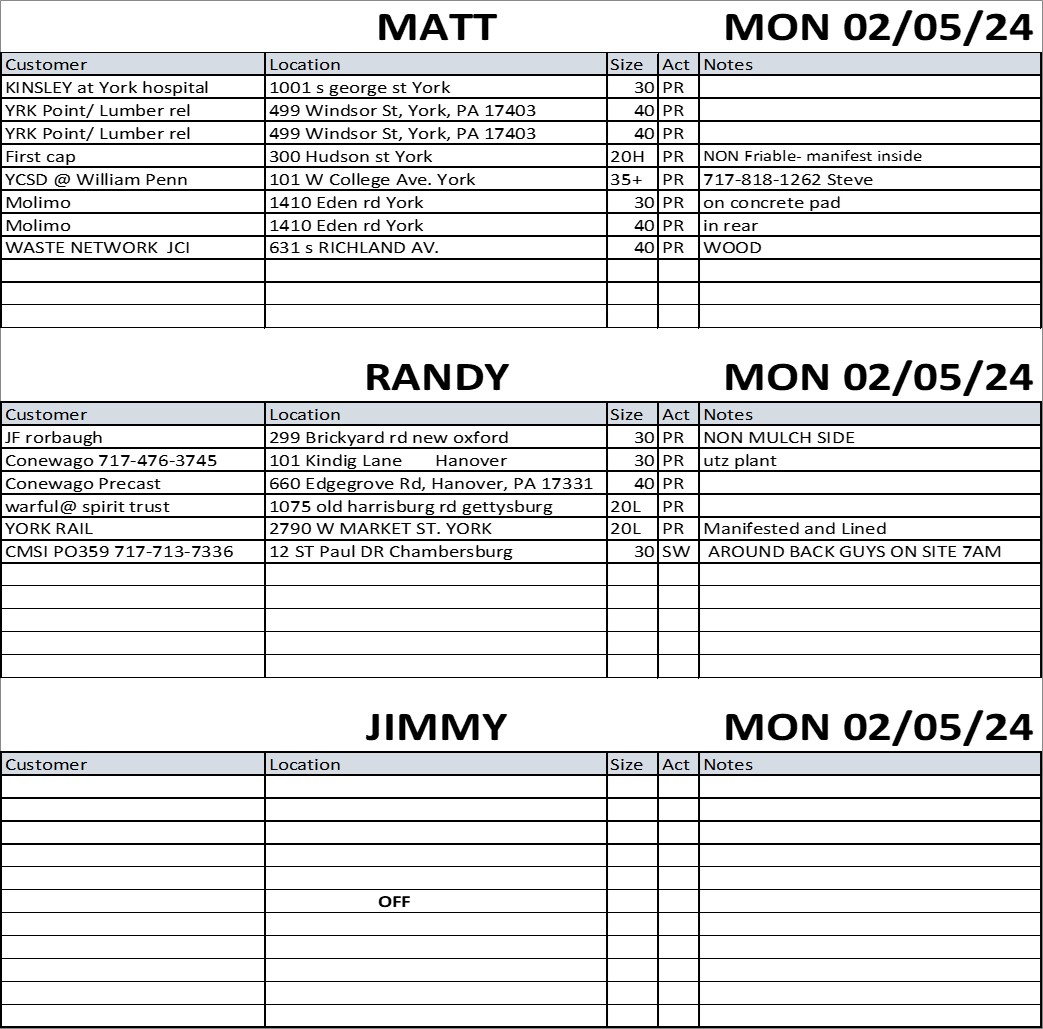 MATT MON 02/05/24
Customer Location Size Act Notes
KINSLEY at York hospital 1001 s george st York 30 PR
YRK Point/ Lumber rel 499 Windsor St, York, PA 17403 40 PR
YRK Point/ Lumber rel 499 Windsor St, York, PA 17403 40 PR
First cap 300 Hudson st York 20H PR NON Friable- manifest inside
YCSD @ William Penn 101 W College Ave. York 35+ PR 717-818-1262 Steve
Molimo 1410 Eden rd York 30 PR on concrete pad
Molimo 1410 Eden rd York 40 PR in rear
WASTE NETWORK JCI 631 s RICHLAND AV. 40 PR WOOD
RANDY MON 02/05/24
Customer Location Size Act Notes
JF rorbaugh 299 Brickyard rd new oxford 30 PR NON MULCH SIDE
Conewago 717-476-3745 101 Kindig Lane Hanover 30 PR utz plant
Conewago Precast 660 Edgegrove Rd, Hanover, PA 17331 40 PR
warful@ spirit trust 1075 old harrisburg rd gettysburg 20L PR
YORK RAIL 2790 W MARKET ST. YORK 20L PR Manifested and Lined
CMSI PO359 717-713-7336 12 ST Paul DR Chambersburg 30 SW AROUND BACK GUYS ON SITE 7AM
JIMMY MON 02/05/24
Customer Location Size Act Notes
OFF